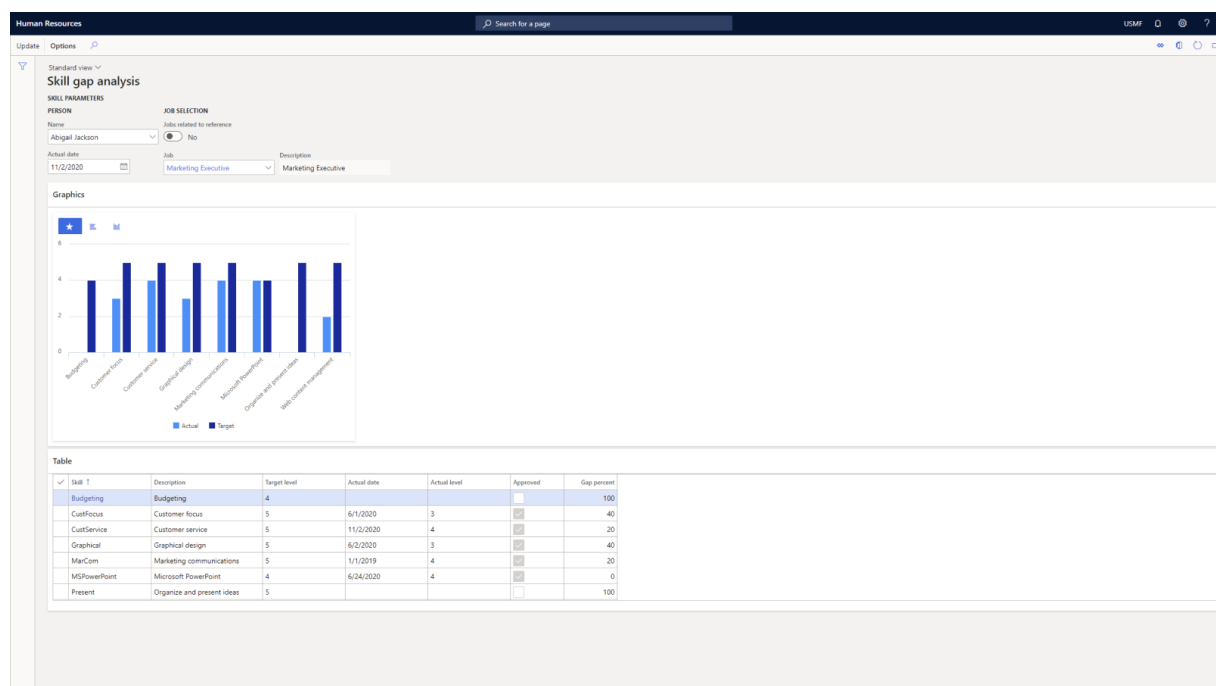 Human Resources
Search for a page
USMF
?
Update Options
Standard view
Skill gap analysis
SKILL PARAMETERS
PERSON JOB SELECTION
Name Jobs related to reference
Abigail Jackson No
Actual date Job Description
11/2/2020 Marketing Executive Marketing Executive
Graphics
6
4
2
0
Budgeting
Customer focus
Customer service
Graphical design
Marketing communications
Microsoft PowerPoint
Organize and present ideas
Web content management
Actual Target
Table
Skill ↑ Description Target level Actual date Actual level Approved Gap percent
Budgeting Budgeting 4 100
CustFocus Customer focus 5 6/1/2020 3 40
CustService Customer service 5 11/2/2020 4 20
Graphical Graphical design 5 6/2/2020 3 40
MarCom Marketing communications 5 1/1/2019 4 20
MSPowerPoint Microsoft PowerPoint 4 6/24/2020 4 0
Present Organize and present ideas 5 100